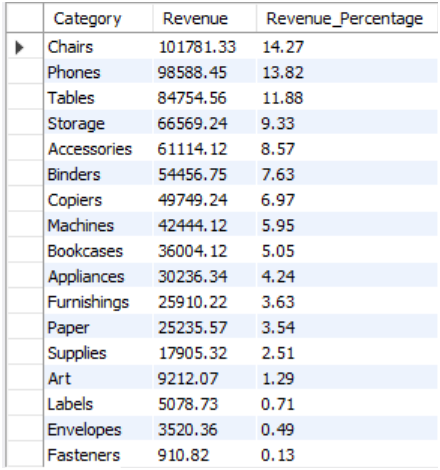 Category Revenue Revenue_Percentage
Chairs 101781.33 14.27
Phones 98588.45 13.82
Tables 84754.56 11.88
Storage 66569.24 9.33
Accessories 61114.12 8.57
Binders 54456.75 7.63
Copiers 49749.24 6.97
Machines 42444.12 5.95
Bookcases 36004.12 5.05
Appliances 30236.34 4.24
Furnishings 25910.22 3.63
Paper 25235.57 3.54
Supplies 17905.32 2.51
Art 9212.07 1.29
Labels 5078.73 0.71
Envelopes 3520.36 0.49
Fasteners 910.82 0.13